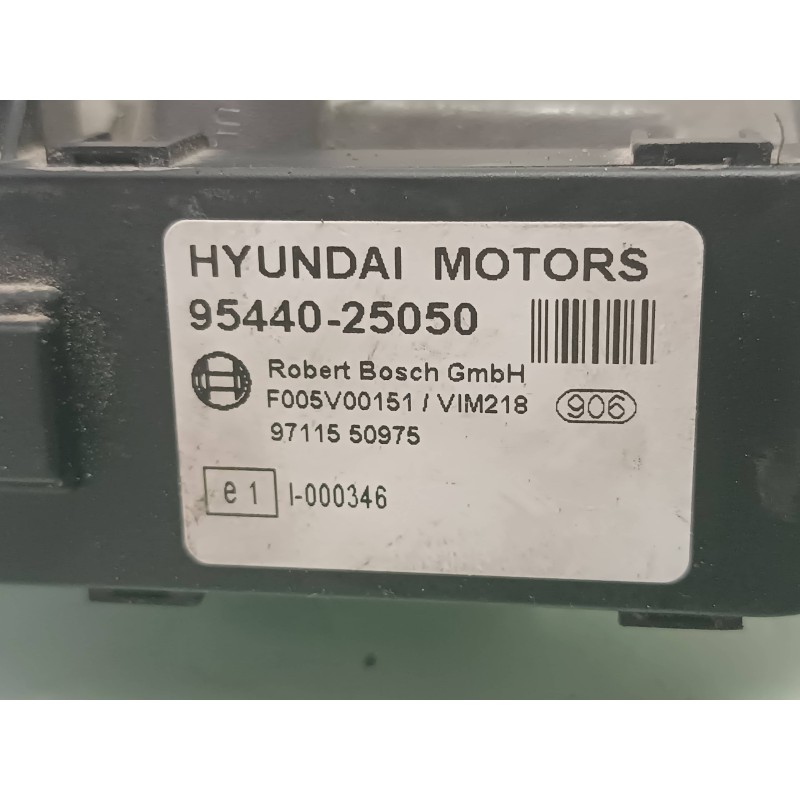 HYUNDAI MOTORS
95440-25050
Robert Bosch GmbH
F005V00151 / VIM218 906
97115 50975
e 1 I-000346